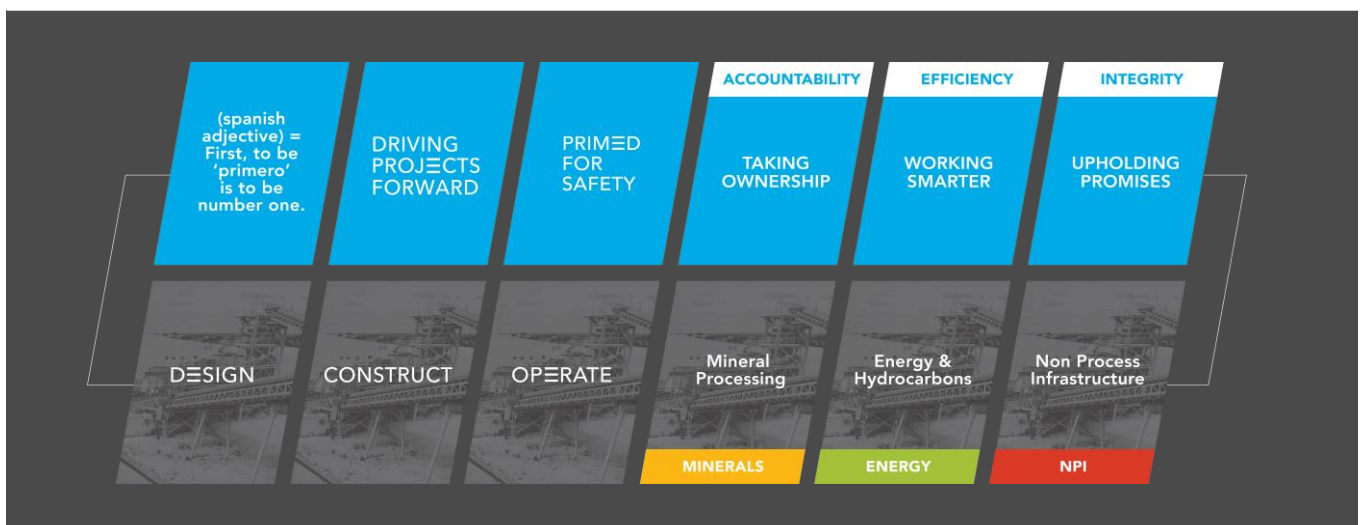 (spanish
adjective) =
First, to be
‘primero’
is to be
number one.
DRIVING
PROJECTS
FORWARD
PRIMED
FOR
SAFETY
ACCOUNTABILITY
TAKING
OWNERSHIP
EFFICIENCY
WORKING
SMARTER
INTEGRITY
UPHOLDING
PROMISES
DESIGN
CONSTRUCT
OPERATE
Mineral
Processing
MINERALS
Energy &
Hydrocarbons
ENERGY
Non Process
Infrastructure
NPI